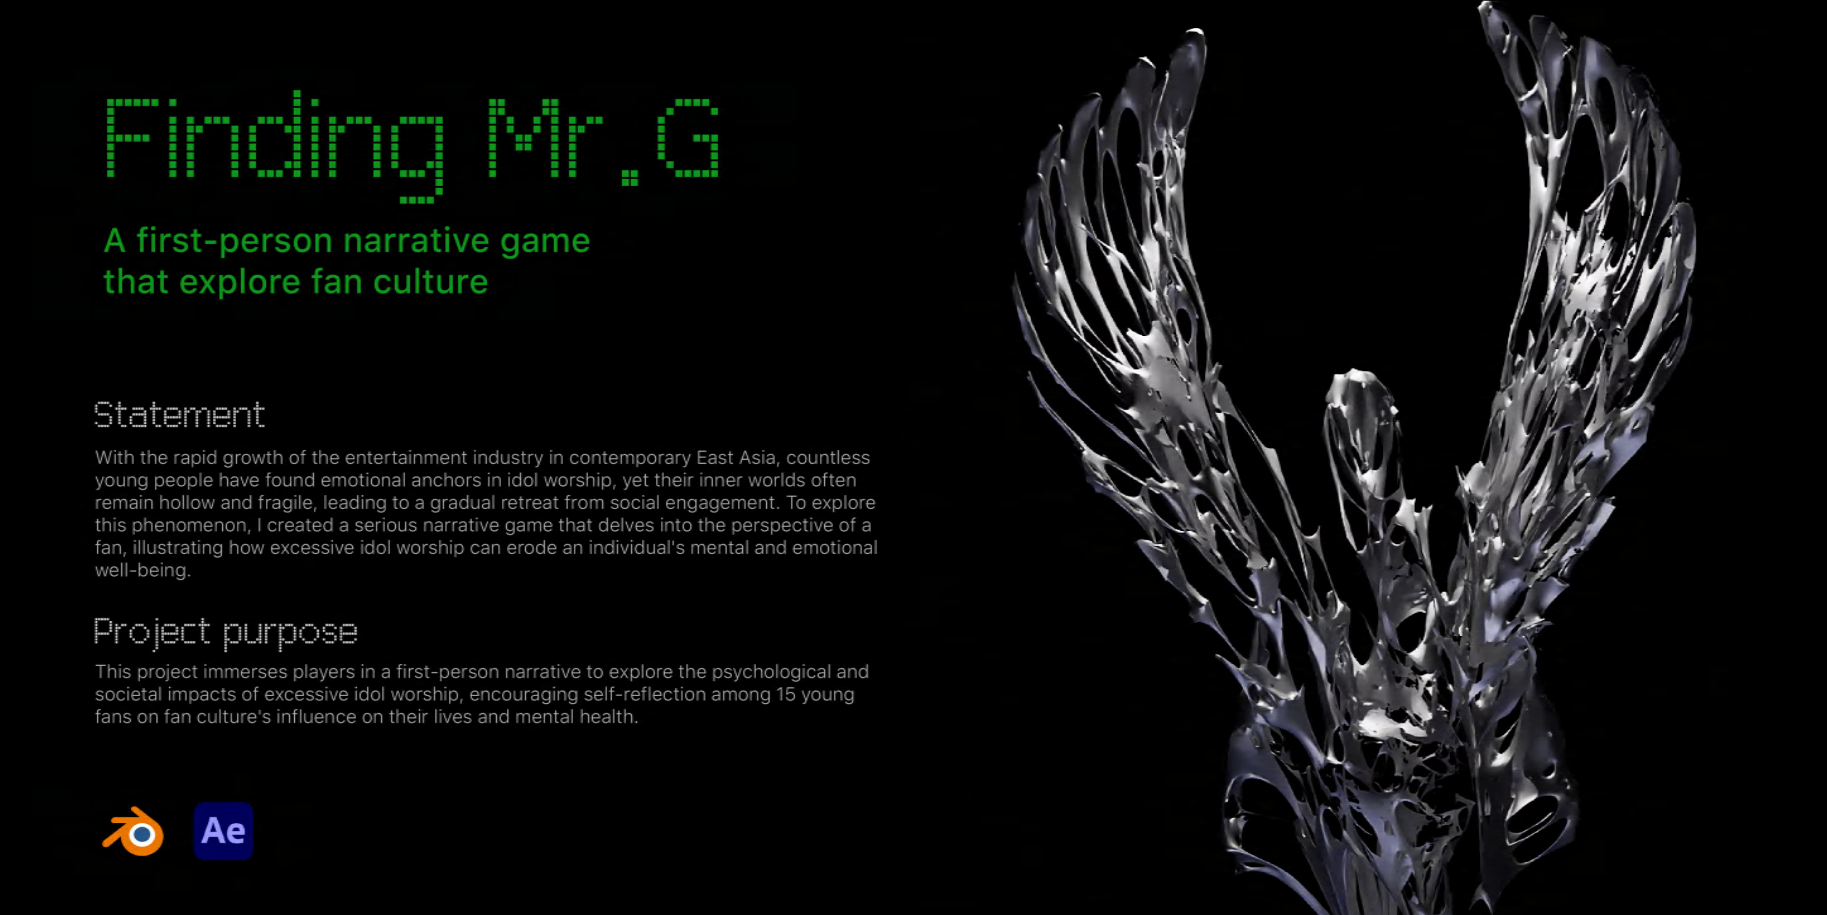 Finding Mr.G
A first-person narrative game
that explore fan culture
Statement
With the rapid growth of the entertainment industry in contemporary East Asia, countless
young people have found emotional anchors in idol worship, yet their inner worlds often
remain hollow and fragile, leading to a gradual retreat from social engagement. To explore
this phenomenon, I created a serious narrative game that delves into the perspective of a
fan, illustrating how excessive idol worship can erode an individual's mental and emotional
well-being.
Project purpose
This project immerses players in a first-person narrative to explore the psychological and
societal impacts of excessive idol worship, encouraging self-reflection among 15 young
fans on fan culture's influence on their lives and mental health.
Ae